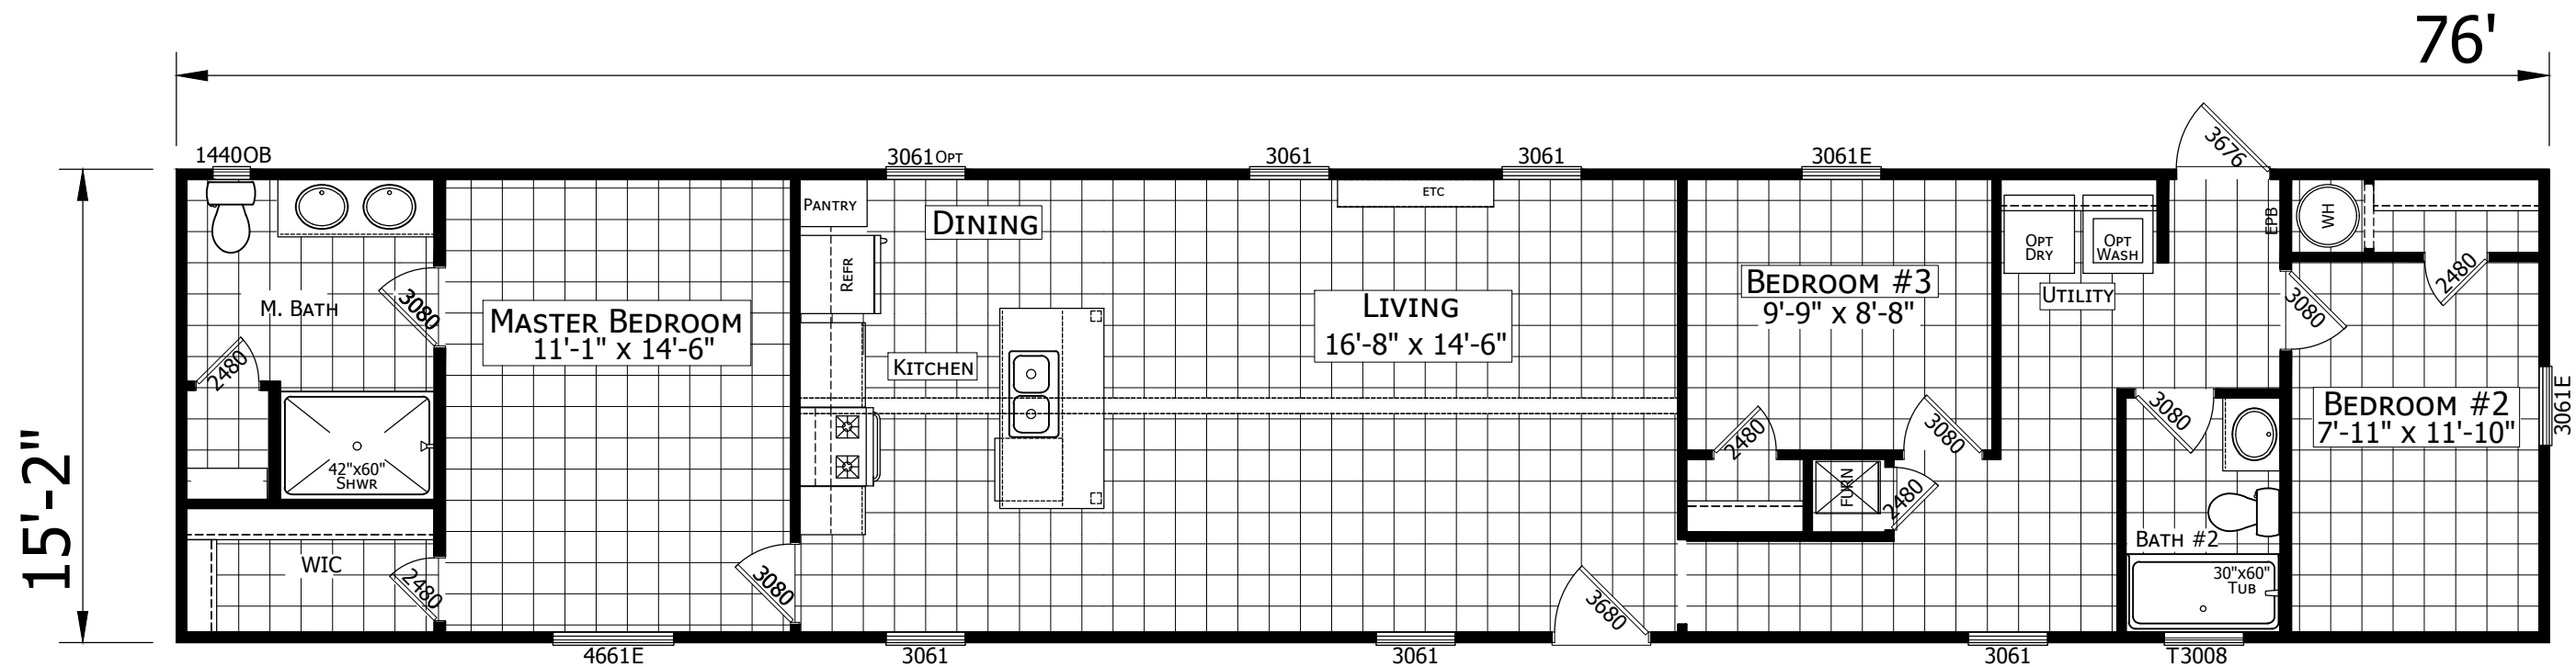 76'
15'-2"
1440OB
3061OPT
3061
3061
3061E
3676
PANTRY
DINING
ETC
REFR
OPT
DRY
OPT
WASH
EPB
WH
2480
M. BATH
3080
MASTER BEDROOM
11'-1" x 14'-6"
LIVING
16'-8" x 14'-6"
BEDROOM #3
9'-9" x 8'-8"
UTILITY
3080
2480
KITCHEN
3061E
BEDROOM #2
7'-11" x 11'-10"
2480
3080
3080
42"x60"
SHWR
FURN
2480
BATH #2
WIC
2480
3080
3680
30"x60"
TUB
4661E
3061
3061
3061
T3008